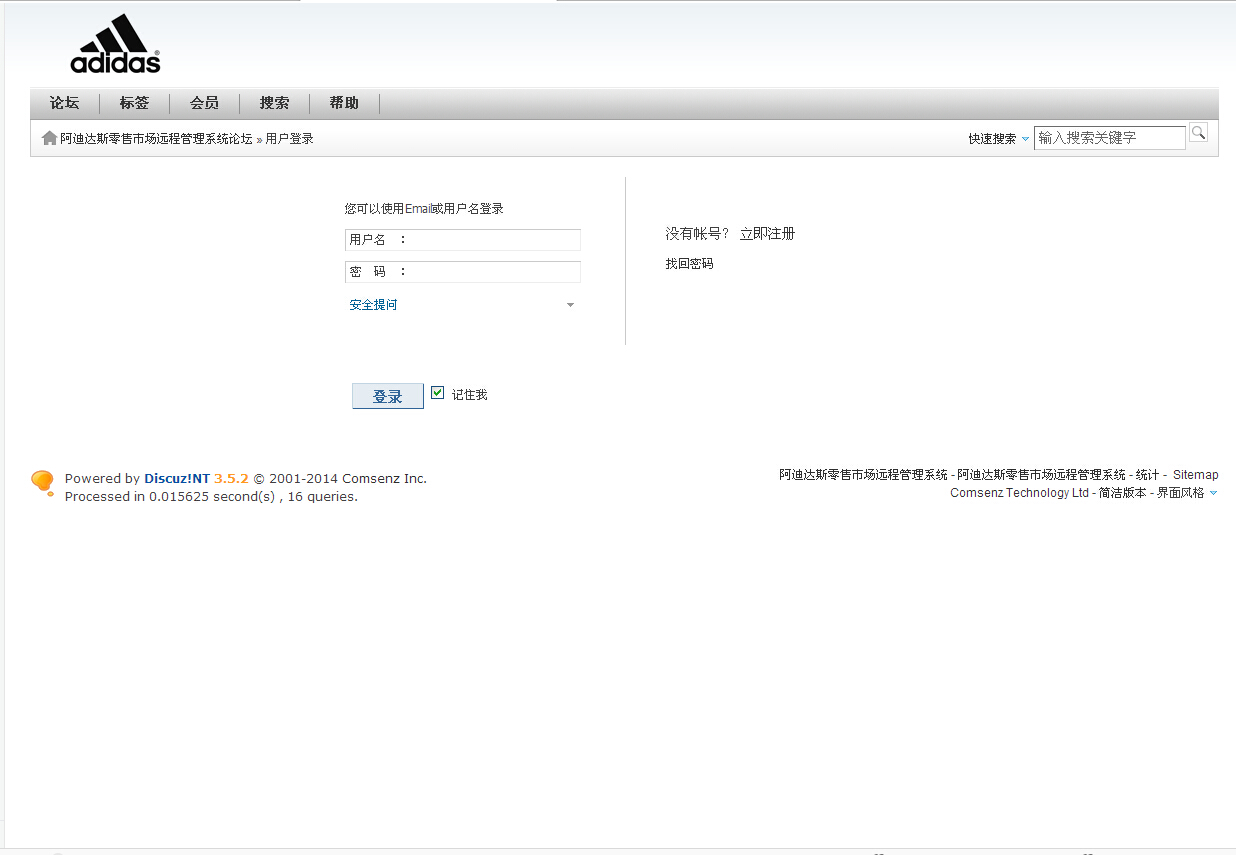 adidas
论坛 标签 会员 搜索 帮助
阿迪达斯零售市场远程管理系统论坛 » 用户登录 快速搜索 输入搜索关键字
您可以使用Email或用户名登录
用户名 ：
密 码 ：
安全提问
没有帐号? 立即注册
找回密码
登录 记住我
Powered by Discuz!NT 3.5.2 © 2001-2014 Comsenz Inc.
Processed in 0.015625 second(s) , 16 queries.
阿迪达斯零售市场远程管理系统 - 阿迪达斯零售市场远程管理系统 - 统计 - Sitemap
Comsenz Technology Ltd - 简洁版本 - 界面风格